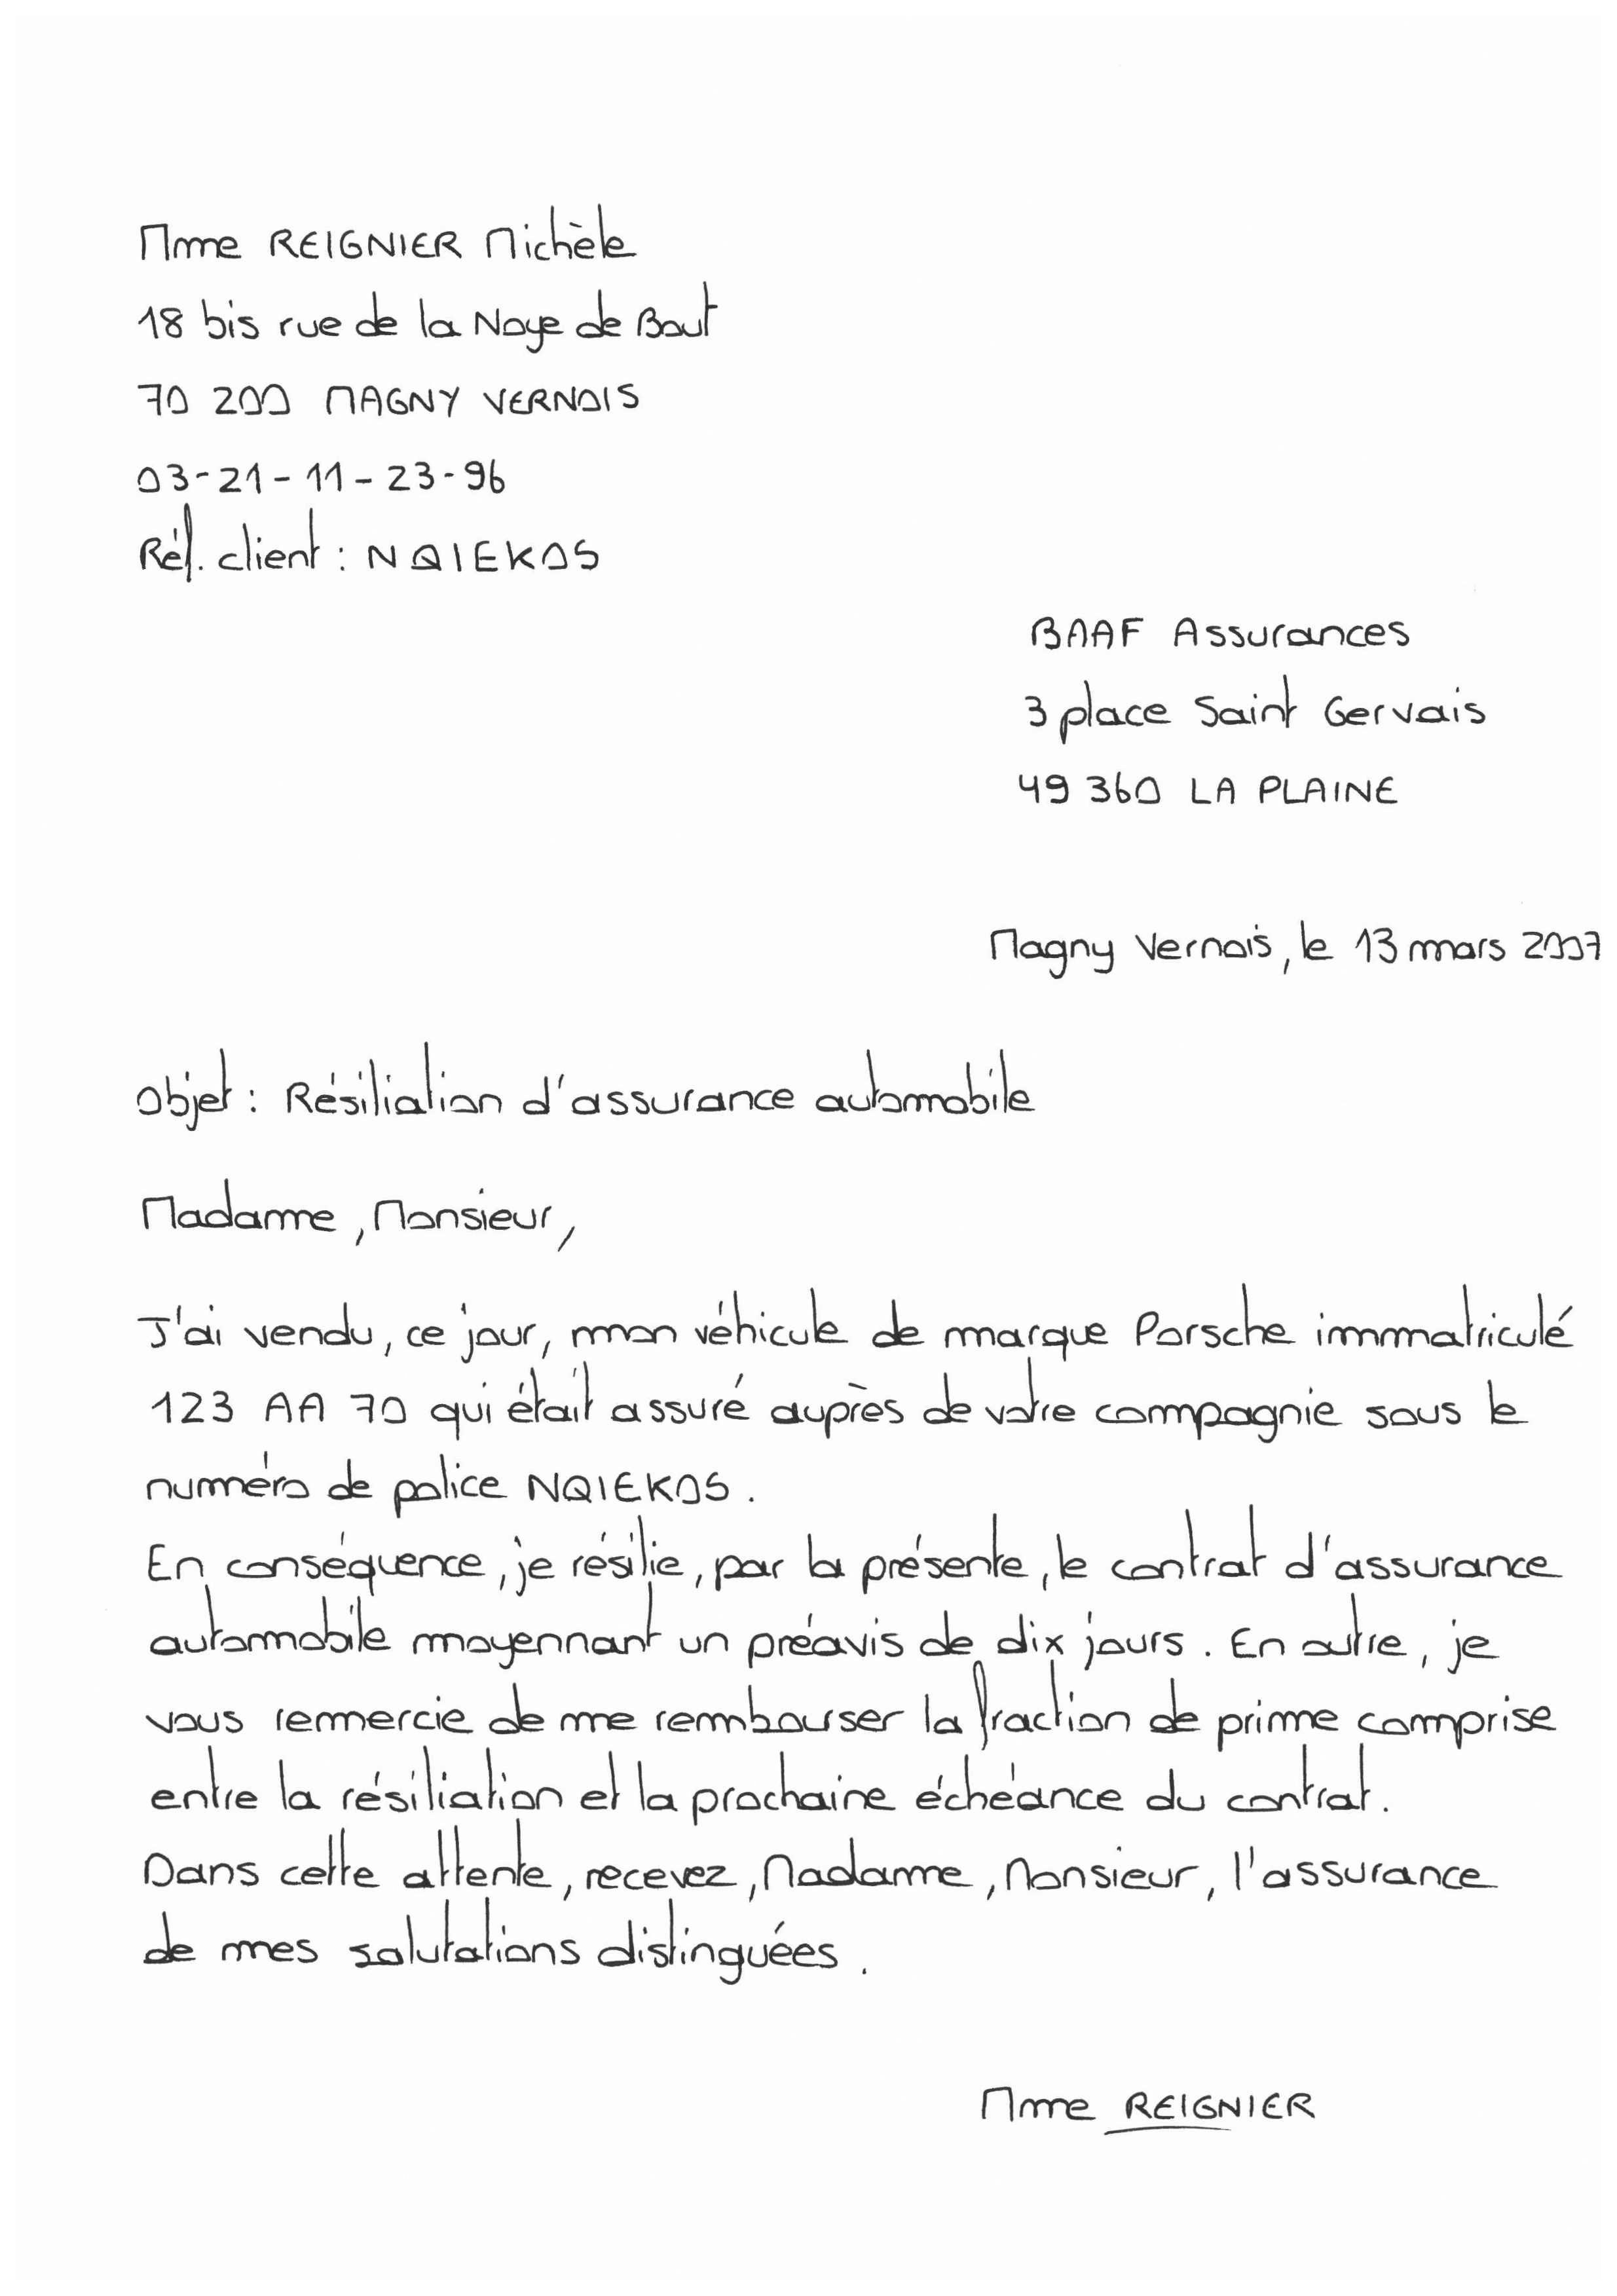 Mme REIGNIER Michèle
18 bis rue de la Noye de Bout
70 200 MAGNY VERNOIS
03-21-11-23-96
Réf. client : NQIEKOS
BAAF Assurances
3 place Saint Gervais
49 360 LA PLAINE
Magny Vernois, le 13 mars 2007
Objet : Résiliation d'assurance automobile
Madame, Monsieur,
J'ai vendu, ce jour, mon véhicule de marque Porsche immatriculé
123 AA 70 qui était assuré auprès de votre compagnie sous le
numéro de police NQIEKOS.
En conséquence, je résilie, par la présente, le contrat d'assurance
automobile moyennant un préavis de dix jours. En outre, je
vous remercie de me rembourser la fraction de prime comprise
entre la résiliation et la prochaine échéance du contrat.
Dans cette attente, recevez, Madame, Monsieur, l'assurance
de mes salutations distinguées.
Mme REIGNIER